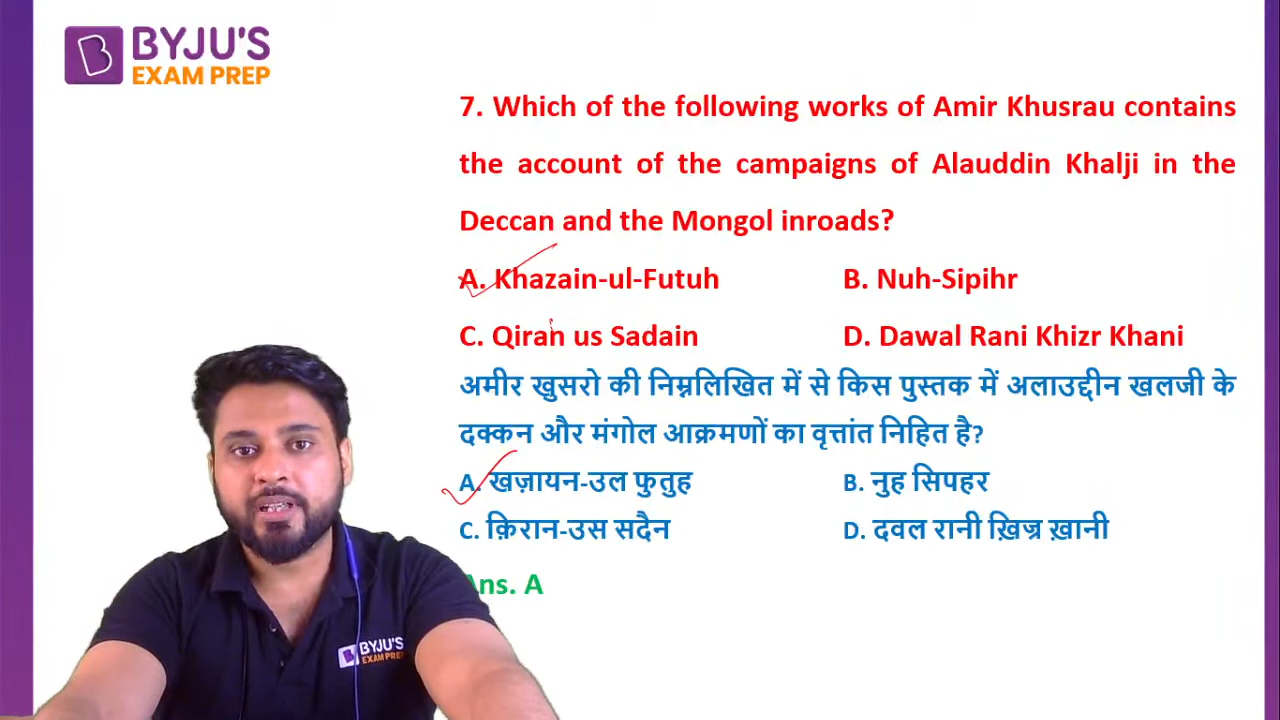 BYJU'S
EXAM PREP
7. Which of the following works of Amir Khusrau contains
the account of the campaigns of Alauddin Khalji in the
Deccan and the Mongol inroads?
A. Khazain-ul-Futuh B. Nuh-Sipihr
C. Qiran us Sadain D. Dawal Rani Khizr Khani
अमीर खुसरो की निम्नलिखित में से किस पुस्तक में अलाउद्दीन खलजी के
दक्कन और मंगोल आक्रमणों का वृत्तांत निहित है?
A. खज़ायन-उल फुतुह B. नुह सिपहर
C. क़िरान-उस सदैन D. दवल रानी ख़िज्र ख़ानी
Ans. A
BYJU'S
EXAM PREP